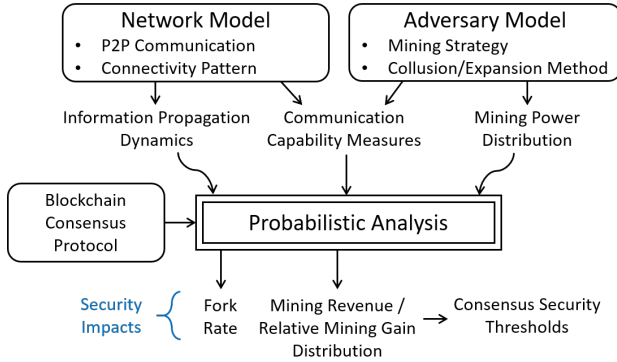 Network Model
• P2P Communication
• Connectivity Pattern
Adversary Model
• Mining Strategy
• Collusion/Expansion Method
Information Propagation
Dynamics
Communication
Capability Measures
Mining Power
Distribution
Blockchain
Consensus
Protocol
Probabilistic Analysis
Security
Impacts
Fork
Rate
Mining Revenue /
Relative Mining Gain
Distribution
Consensus Security
Thresholds